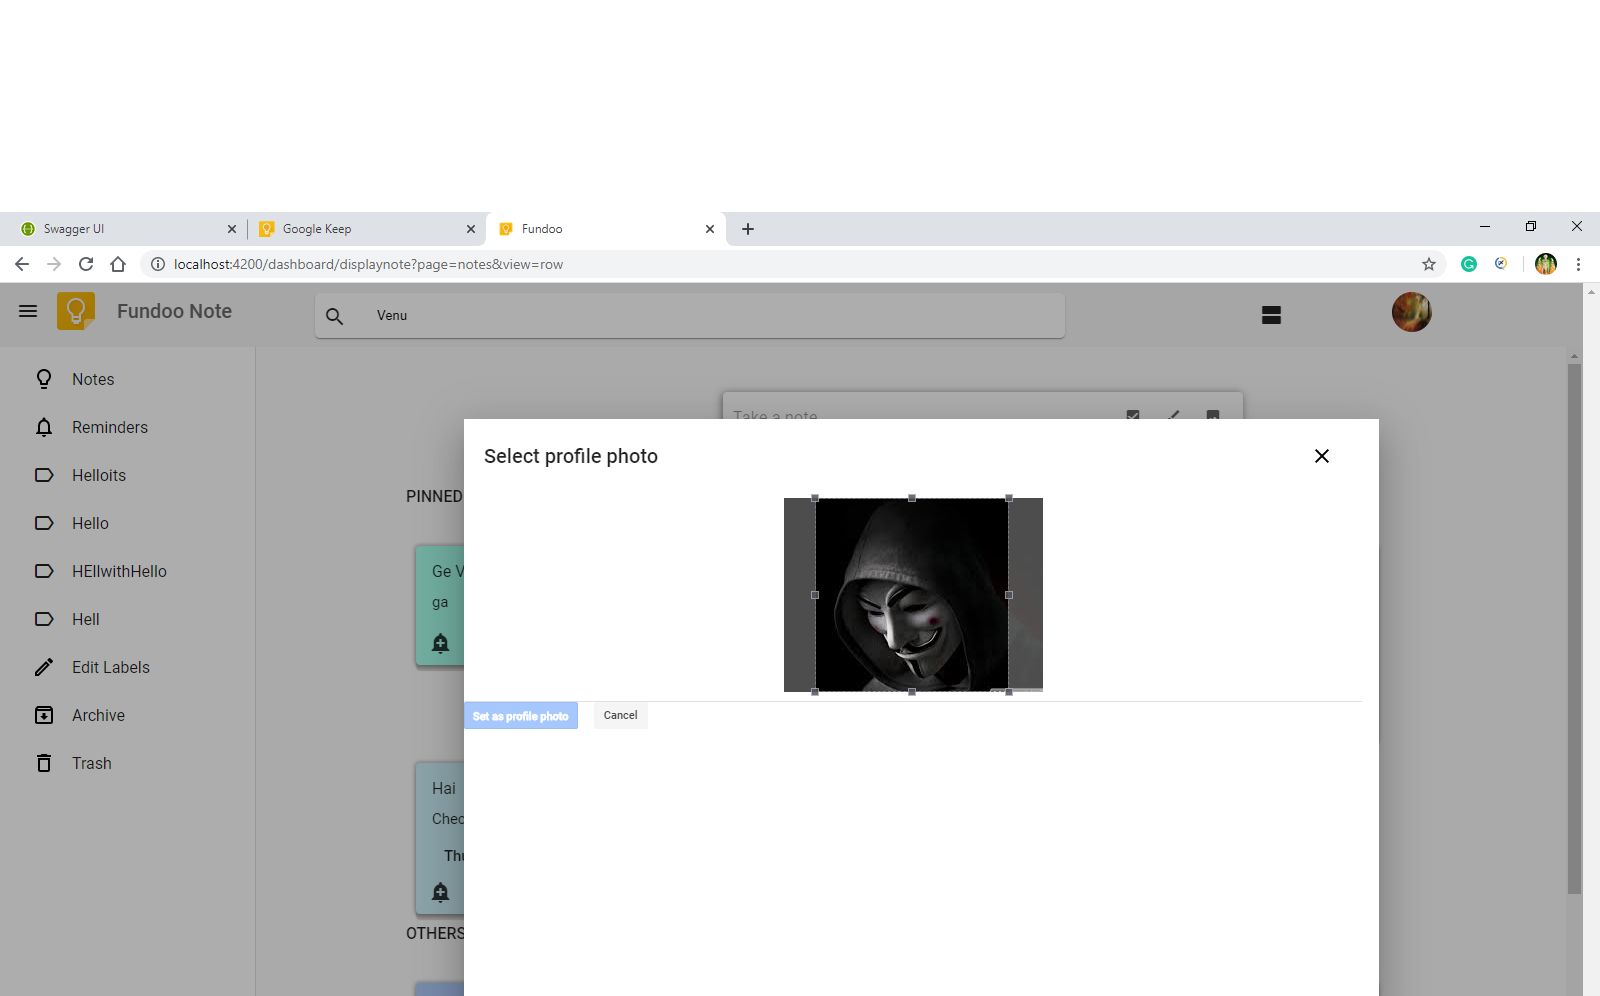 Swagger UI
Google Keep
Fundoo
localhost:4200/dashboard/displaynote?page=notes&view=row
Fundoo Note
Venu
Notes
Reminders
Helloits
Hello
HEllwithHello
Hell
Edit Labels
Archive
Trash
Take a note
Select profile photo
PINNED
Ge V
ga
Set as profile photo
Cancel
Hai
Chec
Thu
OTHERS